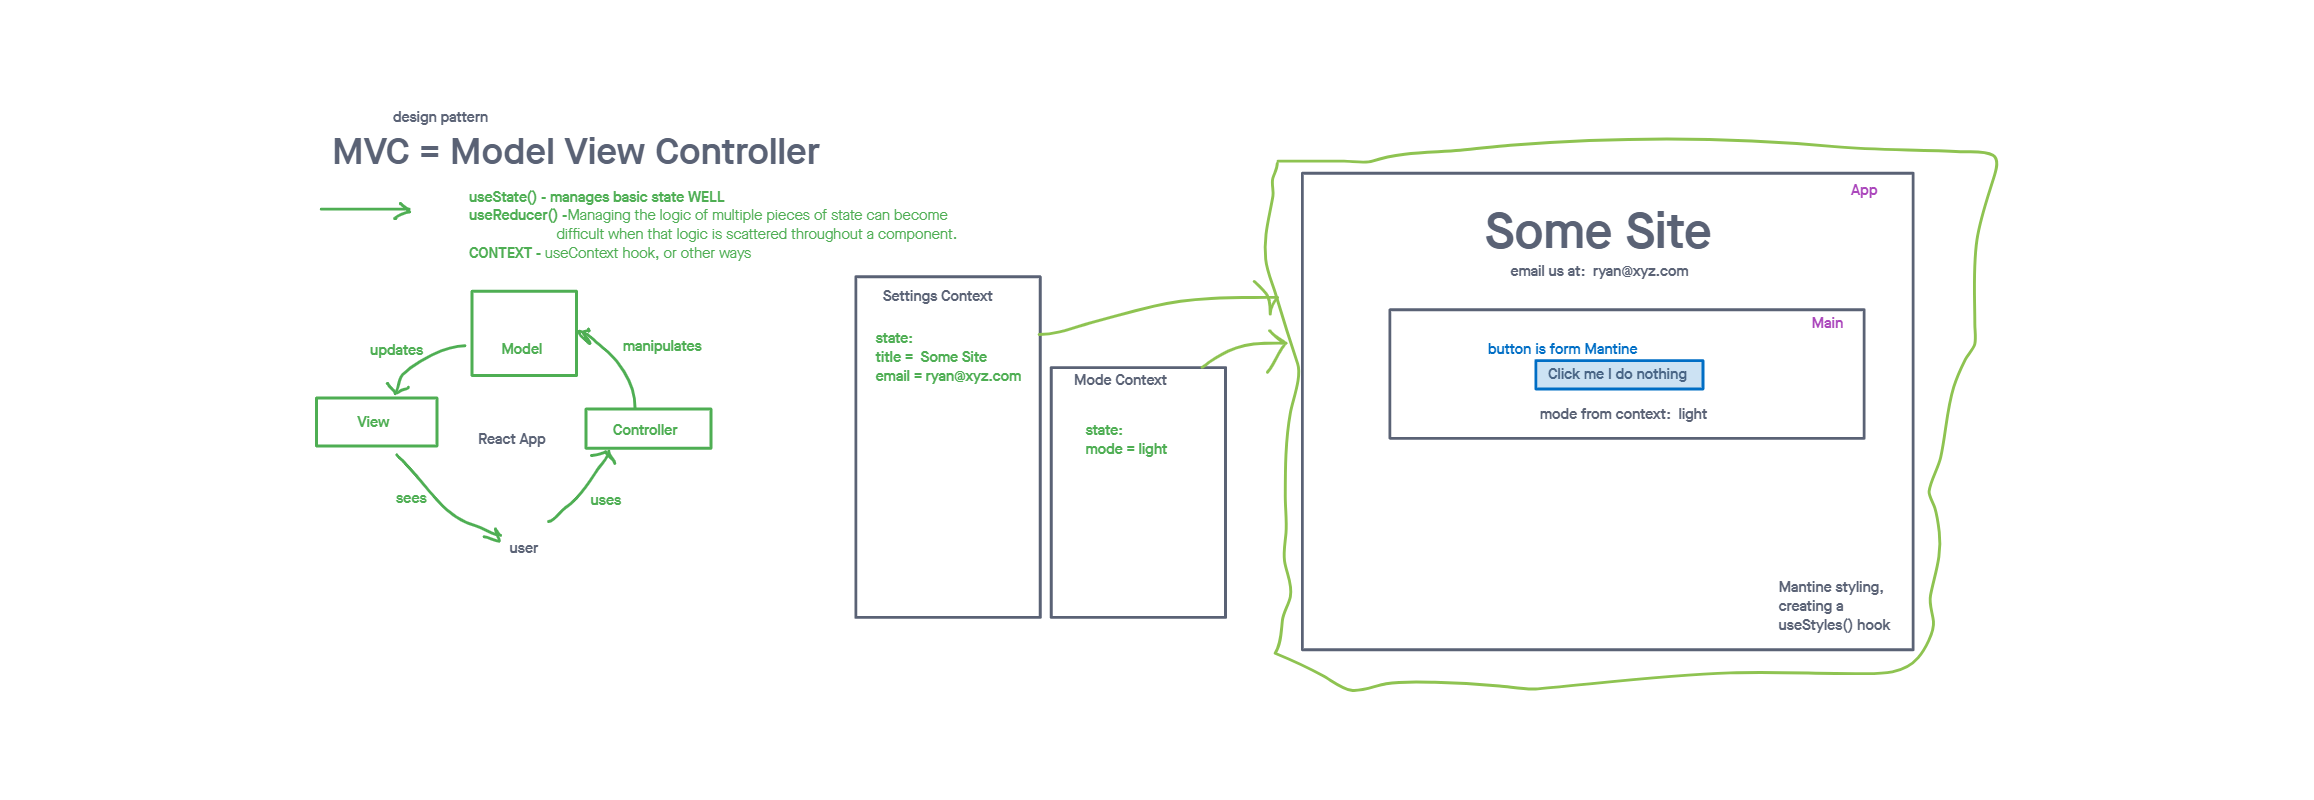 design pattern
MVC = Model View Controller
useState() - manages basic state WELL
useReducer() -Managing the logic of multiple pieces of state can become
difficult when that logic is scattered throughout a component.
CONTEXT - useContext hook, or other ways
Model
updates
manipulates
View
React App
Controller
sees
uses
user
Settings Context
state:
title = Some Site
email = ryan@xyz.com
Mode Context
state:
mode = light
App
Some Site
email us at: ryan@xyz.com
Main
button is form Mantine
Click me I do nothing
mode from context: light
Mantine styling,
creating a
useStyles() hook